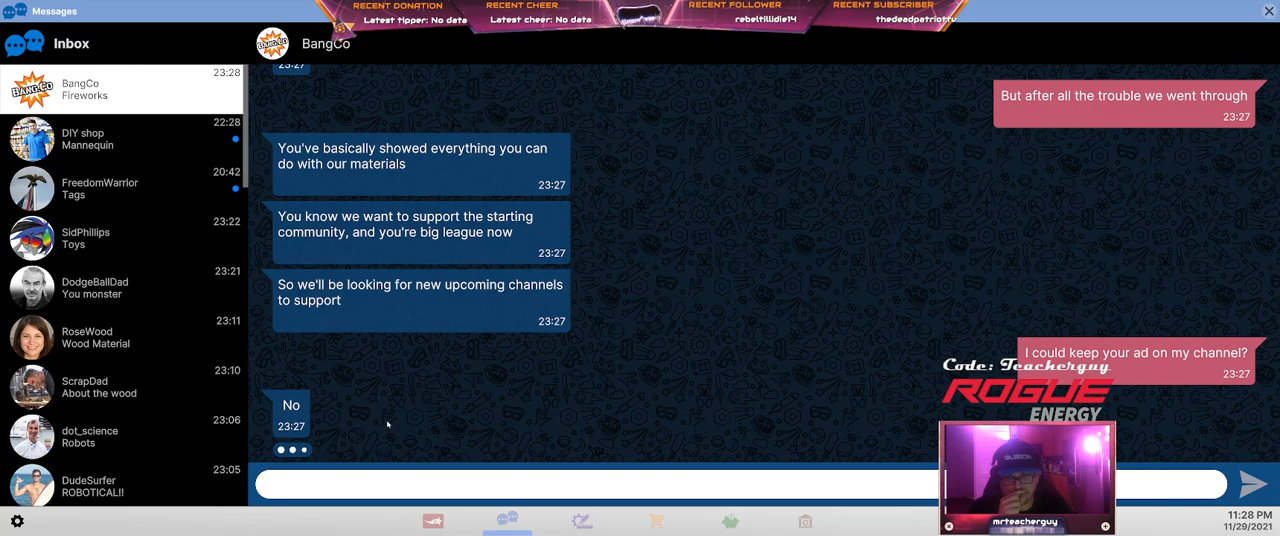 Messages
RECENT DONATION
Latest tipper: No data
RECENT CHEER
Latest cheer: No data
RECENT FOLLOWER
rebeltilldie14
RECENT SUBSCRIBER
thedeadpatriottv
Inbox
BangCo
BANG.CO
BangCo
Fireworks
23:28
DIY shop
Mannequin
22:28
FreedomWarrior
Tags
20:42
SidPhillips
Toys
23:22
DodgeBallDad
You monster
23:21
RoseWood
Wood Material
23:11
ScrapDad
About the wood
23:10
dot_science
Robots
23:06
DudeSurfer
ROBOTICAL!!
23:05
23:27
But after all the trouble we went through
23:27
You've basically showed everything you can
do with our materials
23:27
You know we want to support the starting
community, and you're big league now
23:27
So we'll be looking for new upcoming channels
to support
23:27
I could keep your ad on my channel?
23:27
No
23:27
Code: Teacherguy
ROGUE
ENERGY
mrteacherguy
11:28 PM
11/29/2021